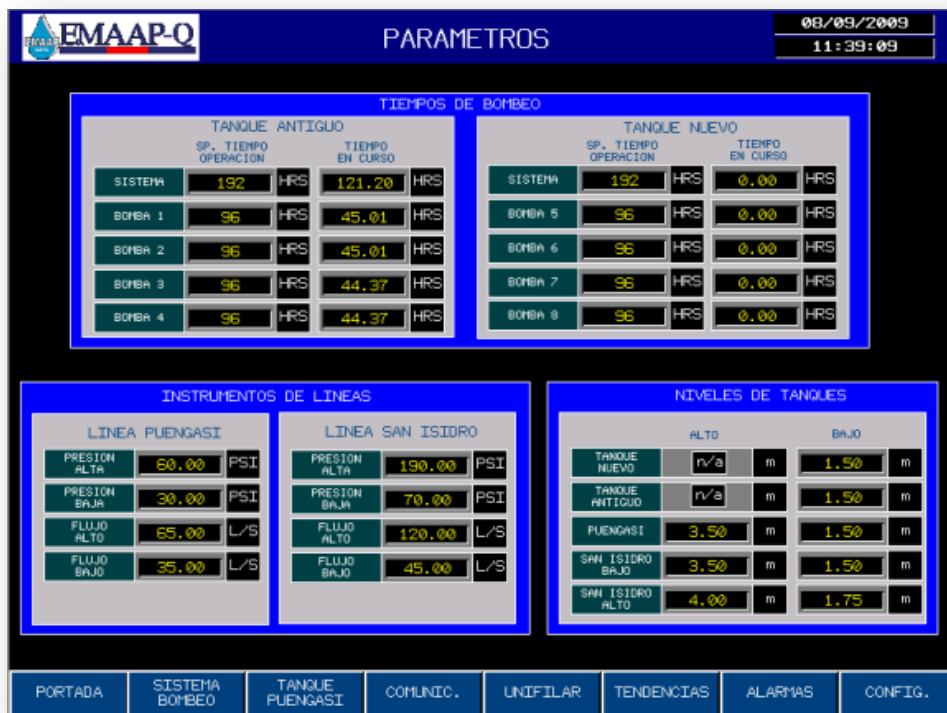 EMAAP-Q
PARAMETROS
08/09/2009
11:39:09
TIEMPOS DE BOMBEO
TANQUE ANTIGUO
SP. TIEMPO OPERACION
TIEMPO EN CURSO
SISTEMA 192 HRS 121.20 HRS
BOMBA 1 96 HRS 45.01 HRS
BOMBA 2 96 HRS 45.01 HRS
BOMBA 3 96 HRS 44.37 HRS
BOMBA 4 96 HRS 44.37 HRS
TANQUE NUEVO
SP. TIEMPO OPERACION
TIEMPO EN CURSO
SISTEMA 192 HRS 0.00 HRS
BOMBA 5 96 HRS 0.00 HRS
BOMBA 6 96 HRS 0.00 HRS
BOMBA 7 96 HRS 0.00 HRS
BOMBA 8 96 HRS 0.00 HRS
INSTRUMENTOS DE LINEAS
LINEA PUENGASI
PRESION ALTA 60.00 PSI
PRESION BAJA 30.00 PSI
FLUJO ALTO 65.00 L/S
FLUJO BAJO 35.00 L/S
LINEA SAN ISIDRO
PRESION ALTA 190.00 PSI
PRESION BAJA 70.00 PSI
FLUJO ALTO 120.00 L/S
FLUJO BAJO 45.00 L/S
NIVELES DE TANQUES
ALTO BAJO
TANQUE NUEVO n/a m 1.50 m
TANQUE ANTIGUO n/a m 1.50 m
PUENGASI 3.50 m 1.50 m
SAN ISIDRO BAJO 3.50 m 1.50 m
SAN ISIDRO ALTO 4.00 m 1.75 m
PORTADA
SISTEMA BOMBEO
TANQUE PUENGASI
COMUNIC.
UNIFILAR
TENDENCIAS
ALARMAS
CONFIG.